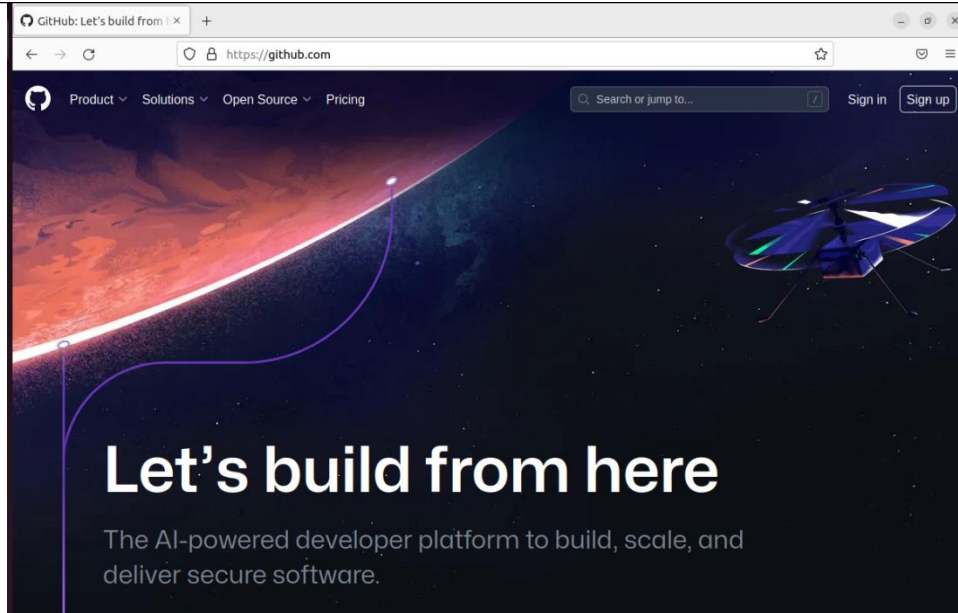 GitHub: Let's build from h
https://github.com
Product
Solutions
Open Source
Pricing
Search or jump to...
/
Sign in
Sign up
Let's build from here
The AI-powered developer platform to build, scale, and
deliver secure software.